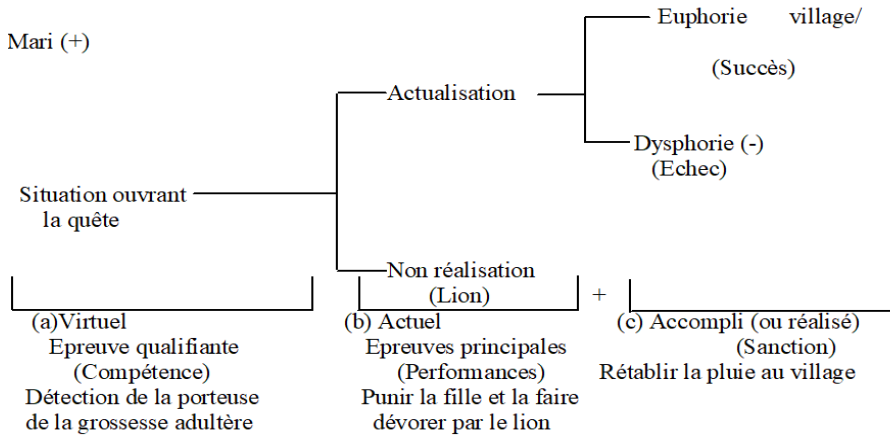 Euphorie village/
Mari (+)
(Succès)
Actualisation
Dysphorie (-)
(Echec)
Situation ouvrant
la quête
Non réalisation
(Lion)
+
(a)Virtuel
Epreuve qualifiante
(Compétence)
Détection de la porteuse
de la grossesse adultère
(b) Actuel
Epreuves principales
(Performances)
Punir la fille et la faire
dévorer par le lion
(c) Accompli (ou réalisé)
(Sanction)
Rétablir la pluie au village